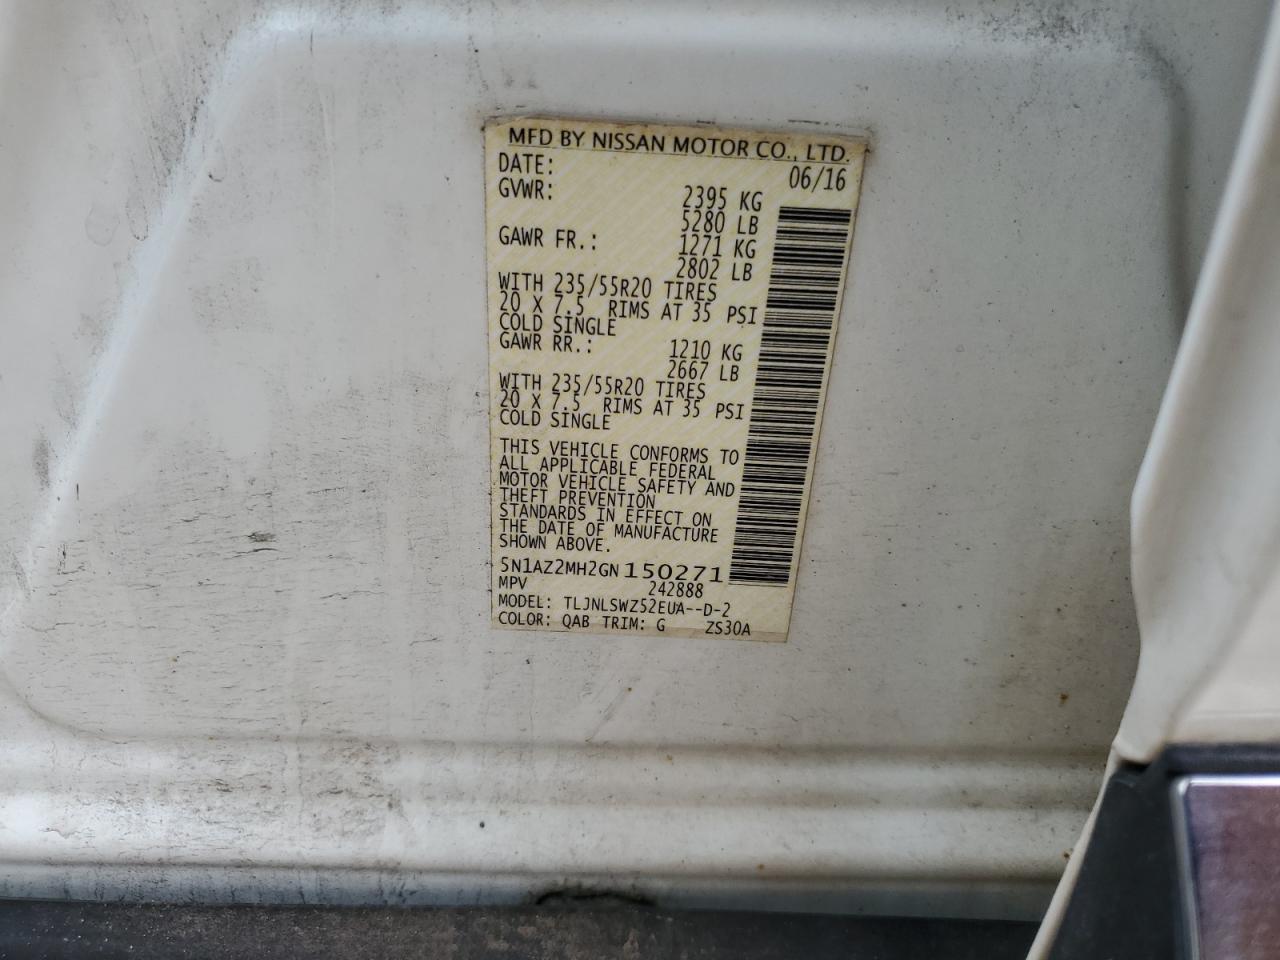 MFD BY NISSAN MOTOR CO., LTD.
DATE: 06/16
GVWR: 2395 KG
5280 LB
GAWR FR.: 1271 KG
2802 LB
WITH 235/55R20 TIRES
20 X 7.5 RIMS AT 35 PSI
COLD SINGLE
GAWR RR.: 1210 KG
2667 LB
WITH 235/55R20 TIRES
20 X 7.5 RIMS AT 35 PSI
COLD SINGLE
THIS VEHICLE CONFORMS TO
ALL APPLICABLE FEDERAL
MOTOR VEHICLE SAFETY AND
THEFT PREVENTION
STANDARDS IN EFFECT ON
THE DATE OF MANUFACTURE
SHOWN ABOVE.
5N1AZ2MH2GN150271
MPV 242888
MODEL: TLJNLSWZ52EUA--D-2
COLOR: QAB TRIM: G ZS30A